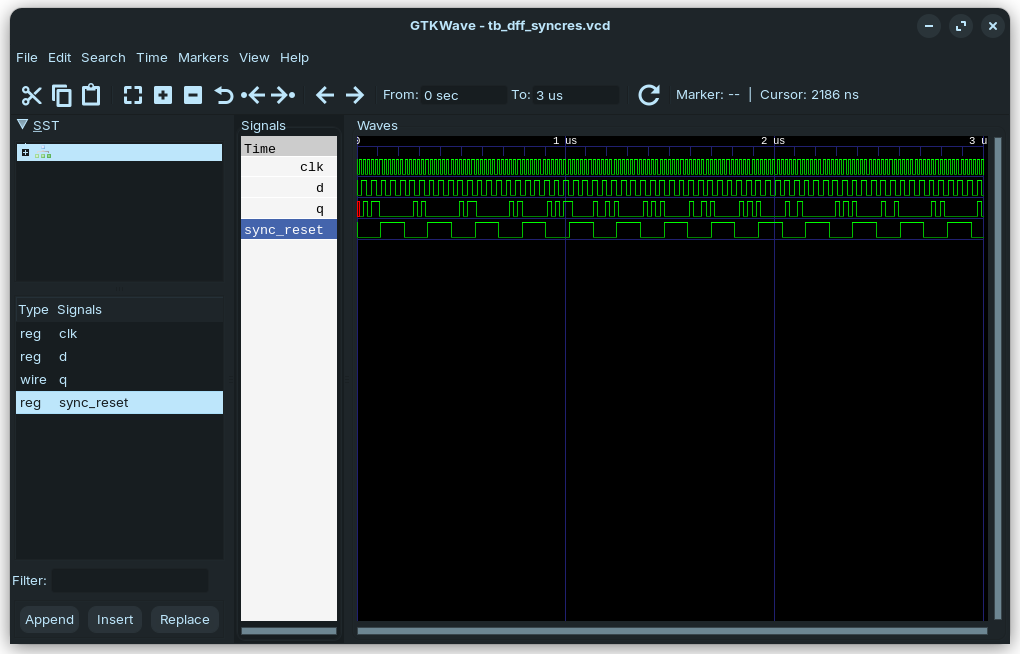 GTKWave - tb_dff_syncres.vcd
File Edit Search Time Markers View Help
From: 0 sec To: 3 us Marker: -- | Cursor: 2186 ns
SST
Type Signals
reg clk
reg d
wire q
reg sync_reset
Filter:
Append Insert Replace
Signals
Time
clk
d
q
sync_reset
Waves
0 1 us 2 us 3 u